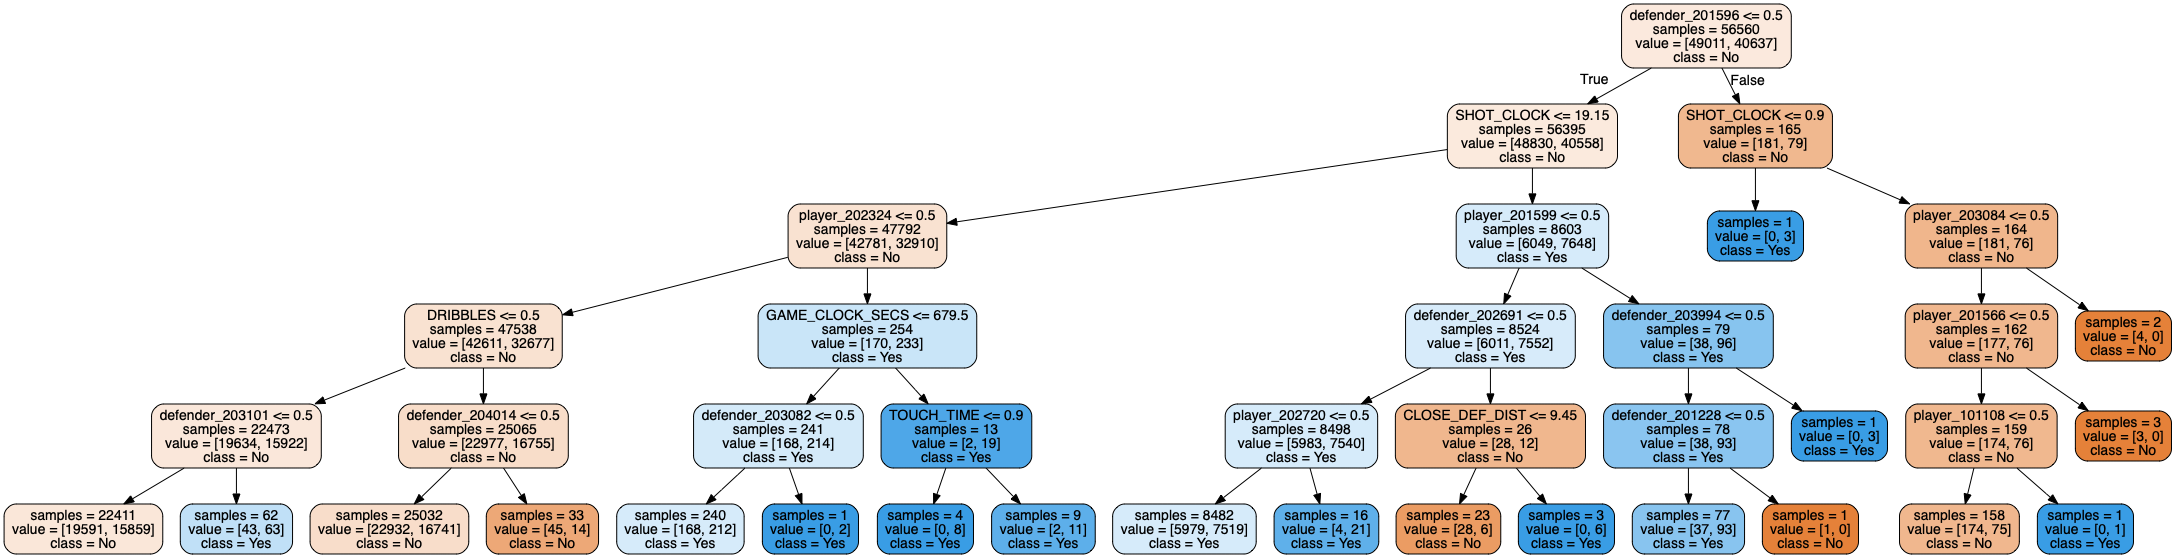 defender_201596 <= 0.5
samples = 56560
value = [49011, 40637]
class = No
True
False
SHOT_CLOCK <= 19.15
samples = 56395
value = [48830, 40558]
class = No
SHOT_CLOCK <= 0.9
samples = 165
value = [181, 79]
class = No
player_202324 <= 0.5
samples = 47792
value = [42781, 32910]
class = No
player_201599 <= 0.5
samples = 8603
value = [6049, 7648]
class = Yes
samples = 1
value = [0, 3]
class = Yes
player_203084 <= 0.5
samples = 164
value = [181, 76]
class = No
DRIBBLES <= 0.5
samples = 47538
value = [42611, 32677]
class = No
GAME_CLOCK_SECS <= 679.5
samples = 254
value = [170, 233]
class = Yes
defender_202691 <= 0.5
samples = 8524
value = [6011, 7552]
class = Yes
defender_203994 <= 0.5
samples = 79
value = [38, 96]
class = Yes
player_201566 <= 0.5
samples = 162
value = [177, 76]
class = No
samples = 2
value = [4, 0]
class = No
defender_203101 <= 0.5
samples = 22473
value = [19634, 15922]
class = No
defender_204014 <= 0.5
samples = 25065
value = [22977, 16755]
class = No
defender_203082 <= 0.5
samples = 241
value = [168, 214]
class = Yes
TOUCH_TIME <= 0.9
samples = 13
value = [2, 19]
class = Yes
player_202720 <= 0.5
samples = 8498
value = [5983, 7540]
class = Yes
CLOSE_DEF_DIST <= 9.45
samples = 26
value = [28, 12]
class = No
defender_201228 <= 0.5
samples = 78
value = [38, 93]
class = Yes
samples = 1
value = [0, 3]
class = Yes
player_101108 <= 0.5
samples = 159
value = [174, 76]
class = No
samples = 3
value = [3, 0]
class = No
samples = 22411
value = [19591, 15859]
class = No
samples = 62
value = [43, 63]
class = Yes
samples = 25032
value = [22932, 16741]
class = No
samples = 33
value = [45, 14]
class = No
samples = 240
value = [168, 212]
class = Yes
samples = 1
value = [0, 2]
class = Yes
samples = 4
value = [0, 8]
class = Yes
samples = 9
value = [2, 11]
class = Yes
samples = 8482
value = [5979, 7519]
class = Yes
samples = 16
value = [4, 21]
class = Yes
samples = 23
value = [28, 6]
class = No
samples = 3
value = [0, 6]
class = Yes
samples = 77
value = [37, 93]
class = Yes
samples = 1
value = [1, 0]
class = No
samples = 158
value = [174, 75]
class = No
samples = 1
value = [0, 1]
class = Yes